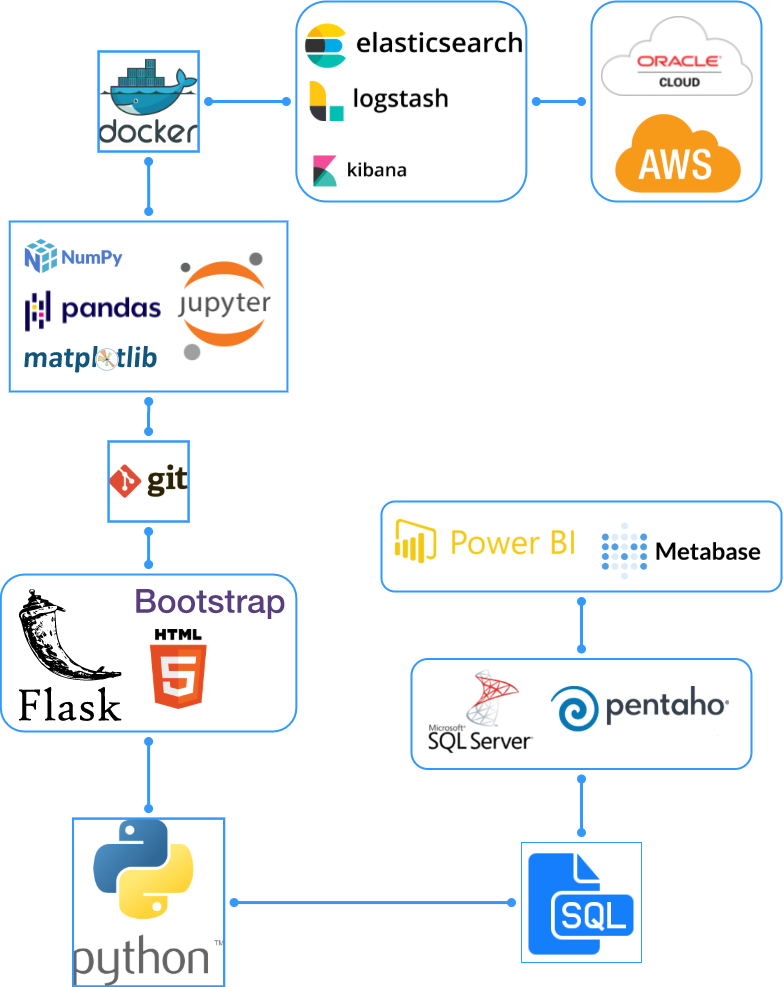 elasticsearch
logstash
kibana
ORACLE®
CLOUD
AWS
docker
NumPy
pandas
matplotlib
jupyter
git
Bootstrap
HTML
5
Flask
Power BI
Metabase
Microsoft®
SQL Server®
pentaho®
python™
SQL